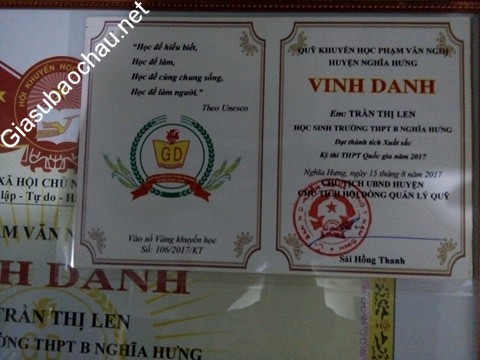 Giasubaochau.net
HỘI KHUYẾN HỌC
"Học để hiểu biết,
Học để làm,
Học để cùng chung sống,
Học để làm người."
Theo Unesco
GD
Vào sổ Vàng khuyến học
Số: 106/2017/KT
QUỸ KHUYẾN HỌC PHẠM VĂN NGHỊ
HUYỆN NGHĨA HƯNG
VINH DANH
Em: TRẦN THỊ LEN
HỌC SINH TRƯỜNG THPT B NGHĨA HƯNG
Đạt thành tích Xuất sắc
Kỳ thi THPT Quốc gia năm 2017
Nghĩa Hưng, ngày 15 tháng 8 năm 2017
CHỦ TỊCH UBND HUYỆN
CHỦ TỊCH HỘI ĐỒNG QUẢN LÝ QUỸ
Sái Hồng Thanh
XÃ HỘI CHỦ N
lập - Tự do - H
PHẠM VĂN N
INH DANH
TRẦN THỊ LEN
TRƯỜNG THPT B NGHĨA HƯNG